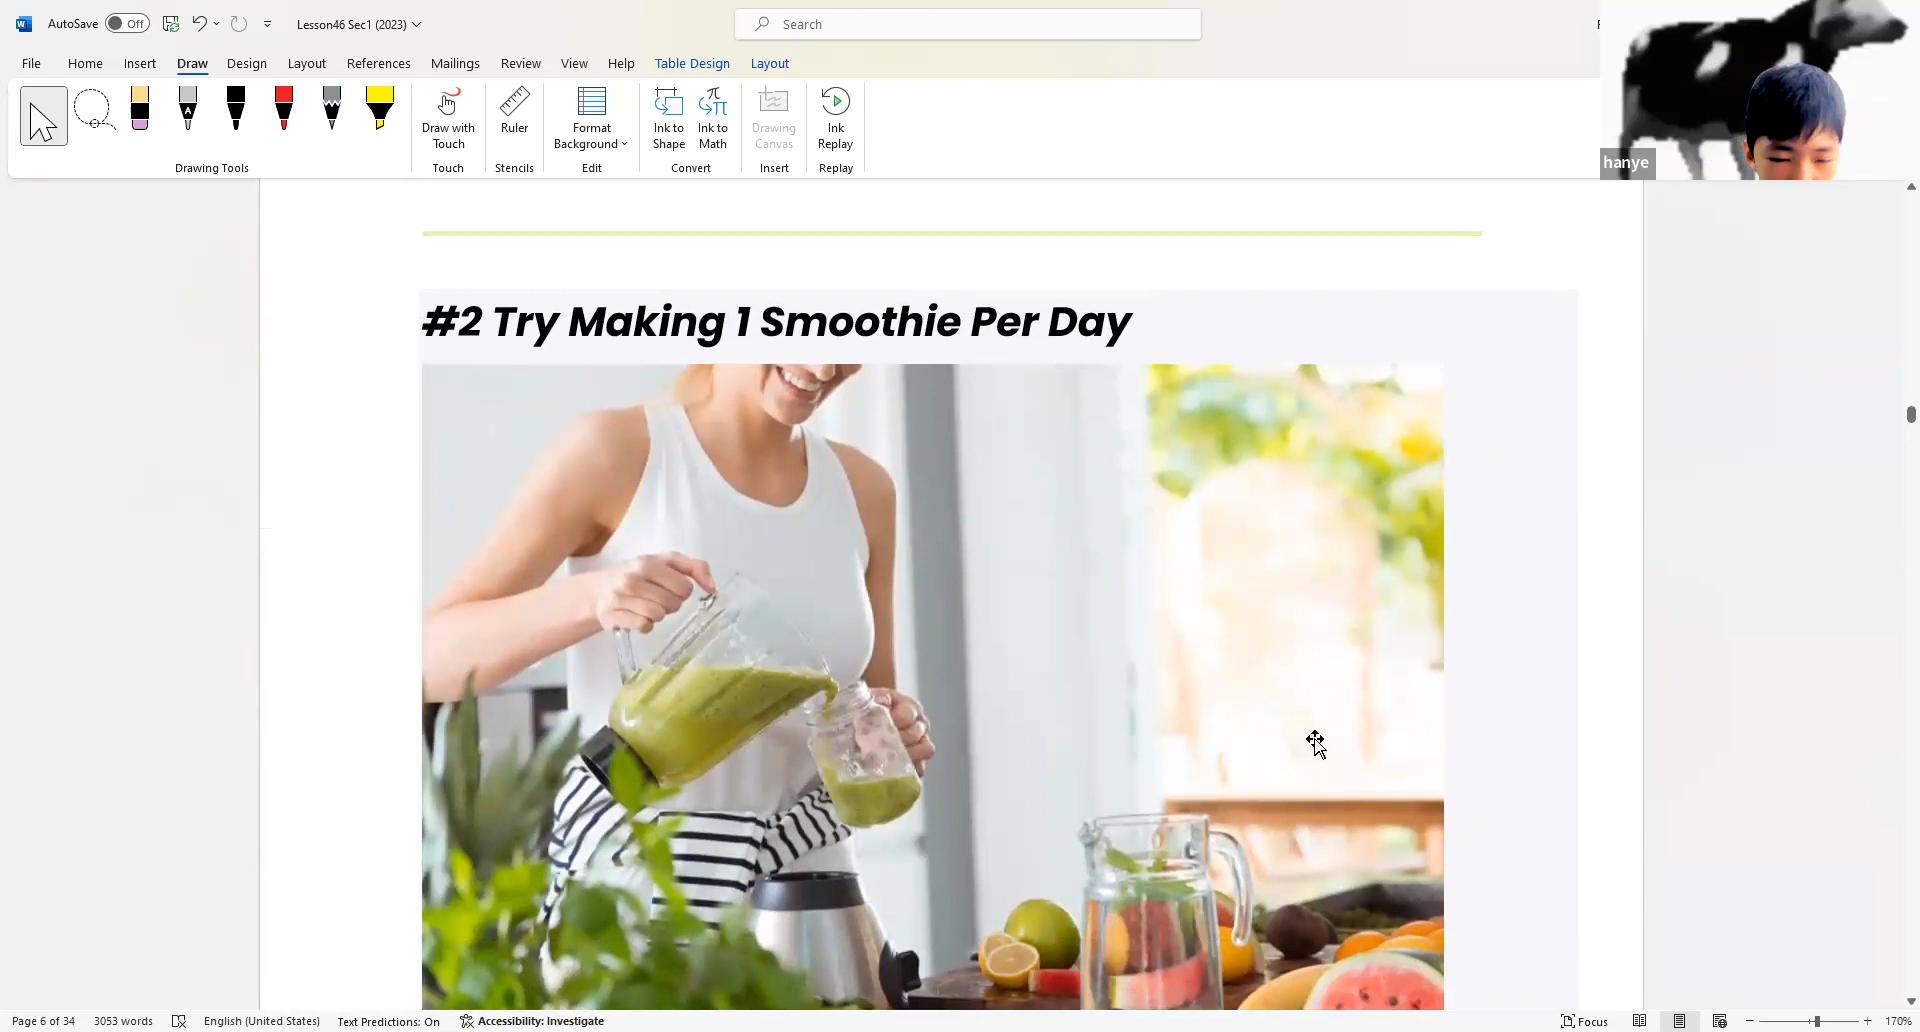 AutoSave Off Lesson46 Sec1 (2023) Search
File Home Insert Draw Design Layout References Mailings Review View Help Table Design Layout
A
Draw with Touch
Ruler
Format Background
Ink to Shape
Ink to Math
Drawing Canvas
Ink Replay
Drawing Tools Touch Stencils Edit Convert Insert Replay
hanye
#2 Try Making 1 Smoothie Per Day
Page 6 of 34 3053 words English (United States) Text Predictions: On Accessibility: Investigate Focus 170%